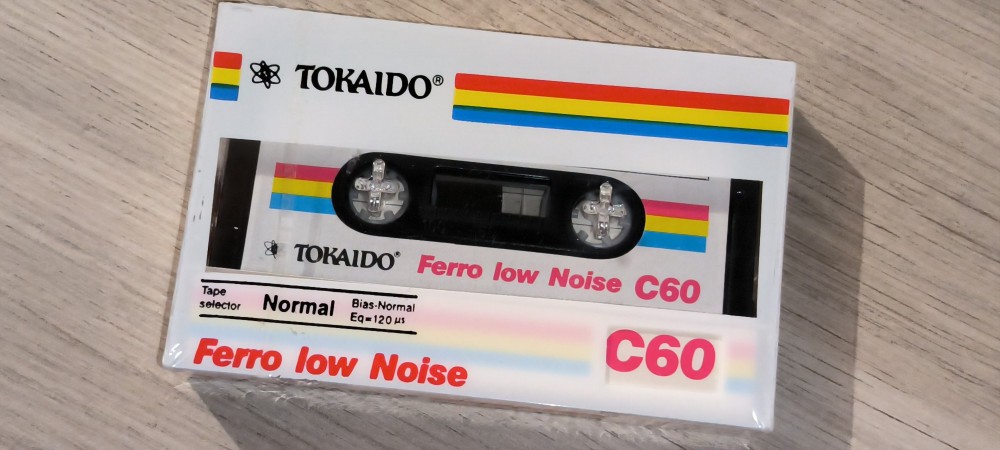 TOKAIDO®
TOKAIDO®
Ferro low Noise C60
Tape selector Normal Bias-Normal Eq=120 µs
Ferro low Noise
C60